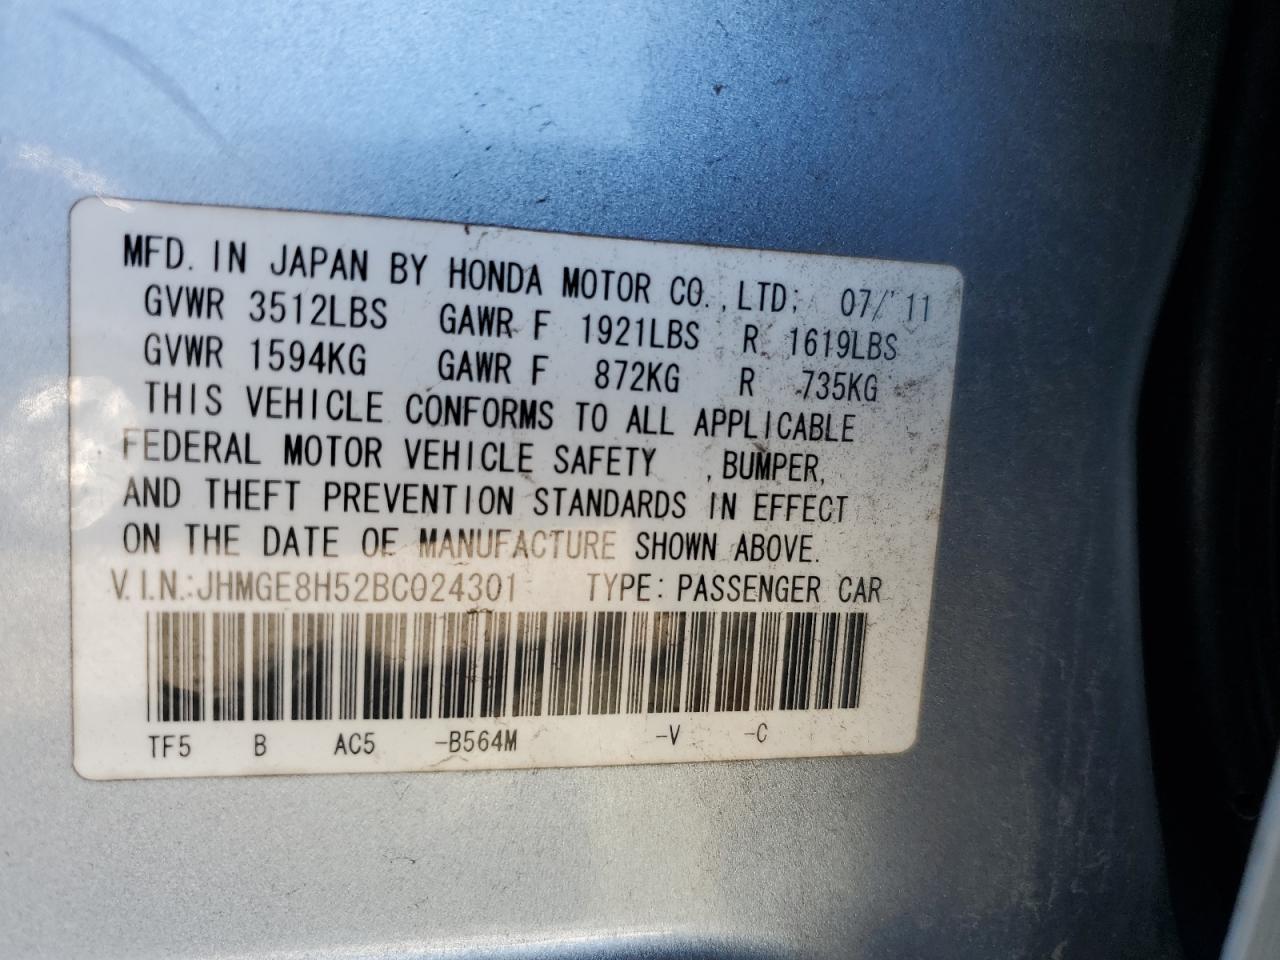 MFD. IN JAPAN BY HONDA MOTOR CO.,LTD; 07/'11
GVWR 3512LBS GAWR F 1921LBS R 1619LBS
GVWR 1594KG GAWR F 872KG R 735KG
THIS VEHICLE CONFORMS TO ALL APPLICABLE
FEDERAL MOTOR VEHICLE SAFETY ,BUMPER,
AND THEFT PREVENTION STANDARDS IN EFFECT
ON THE DATE OF MANUFACTURE SHOWN ABOVE.
V.I.N.:JHMGE8H52BC024301 TYPE:PASSENGER CAR
TF5 B AC5 -B564M -V -C